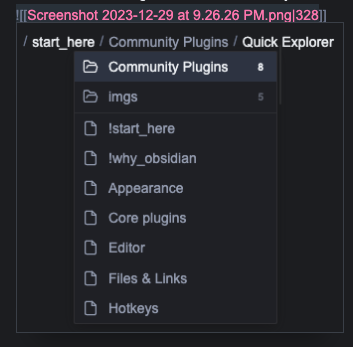 ![[Screenshot 2023-12-29 at 9.26.26 PM.png|328]]
/ start_here / Community Plugins / Quick Explorer
Community Plugins 8
imgs 5
!start_here
!why_obsidian
Appearance
Core plugins
Editor
Files & Links
Hotkeys